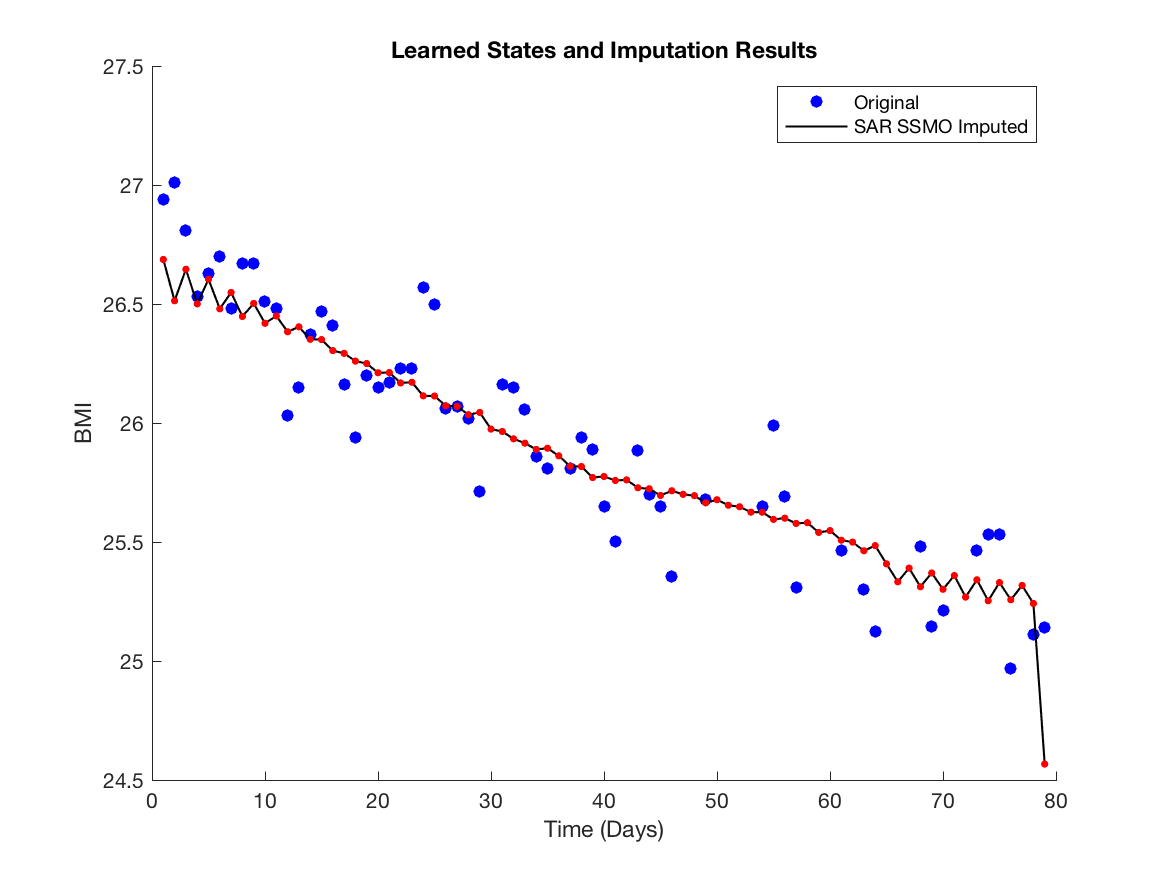 Learned States and Imputation Results
27.5
27
26.5
26
25.5
25
24.5
BMI
Original
SAR SSMO Imputed
0 10 20 30 40 50 60 70 80
Time (Days)